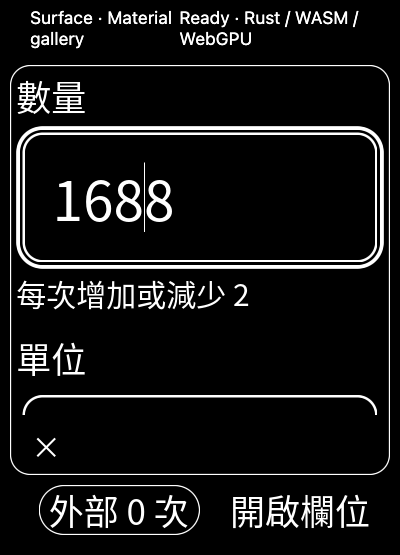 Surface · Material gallery
Ready · Rust / WASM / WebGPU
數量
1688
每次增加或減少 2
單位
×
外部 0 次
開啟欄位